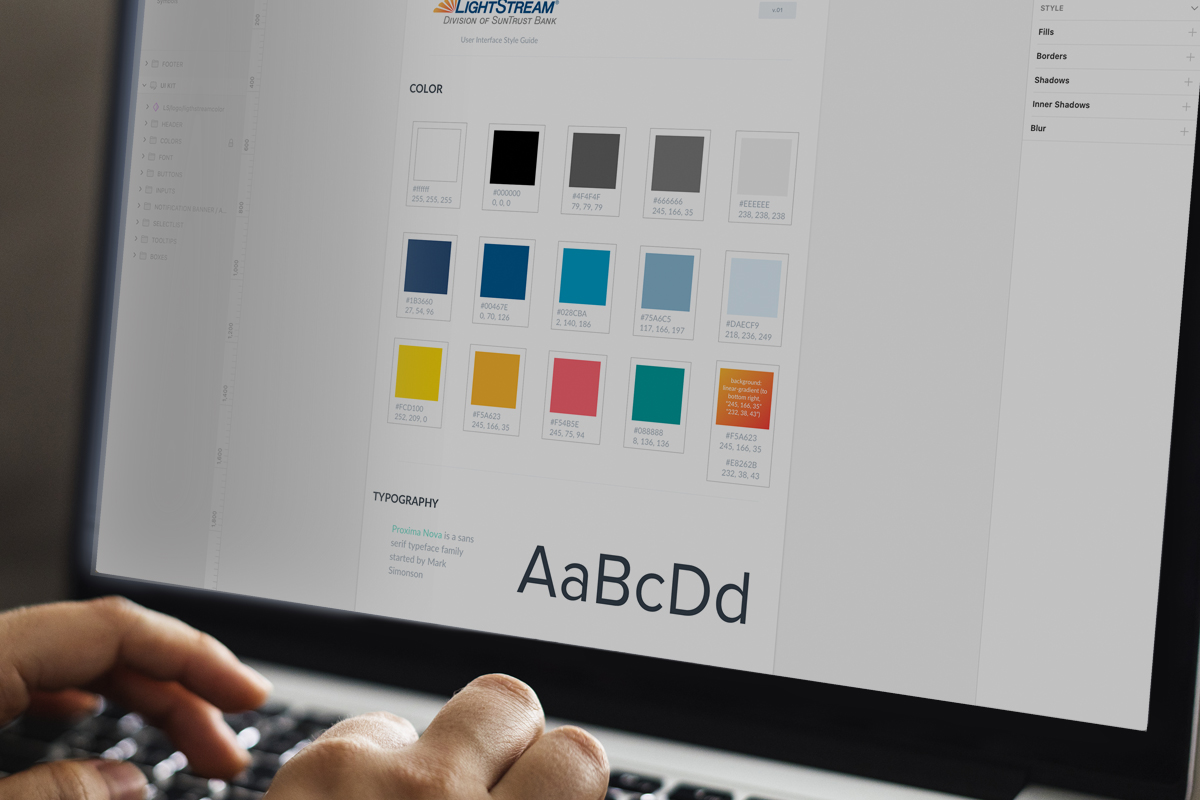 LIGHTSTREAM®
DIVISION OF SUNTRUST BANK
User Interface Style Guide
v.01
COLOR
#ffffff
255, 255, 255
#000000
0, 0, 0
#4F4F4F
79, 79, 79
#666666
245, 166, 35
#EEEEEE
238, 238, 238
#1B3660
27, 54, 96
#00467E
0, 70, 126
#028CBA
2, 140, 186
#75A6C5
117, 166, 197
#DAECF9
218, 236, 249
#FCD100
252, 209, 0
#F5A623
245, 166, 35
#F54B5E
245, 75, 94
#088888
8, 136, 136
background:
linear-gradient (to
bottom right,
"245, 166, 35"
"232, 38, 43")
#F5A623
245, 166, 35
#E8262B
232, 38, 43
TYPOGRAPHY
Proxima Nova is a sans
serif typeface family
started by Mark
Simonson
AaBcDd
FOOTER
UI KIT
HEADER
COLORS
FONT
BUTTONS
INPUTS
TOOLTIPS
BOXES
STYLE
Fills
Borders
Shadows
Inner Shadows
Blur